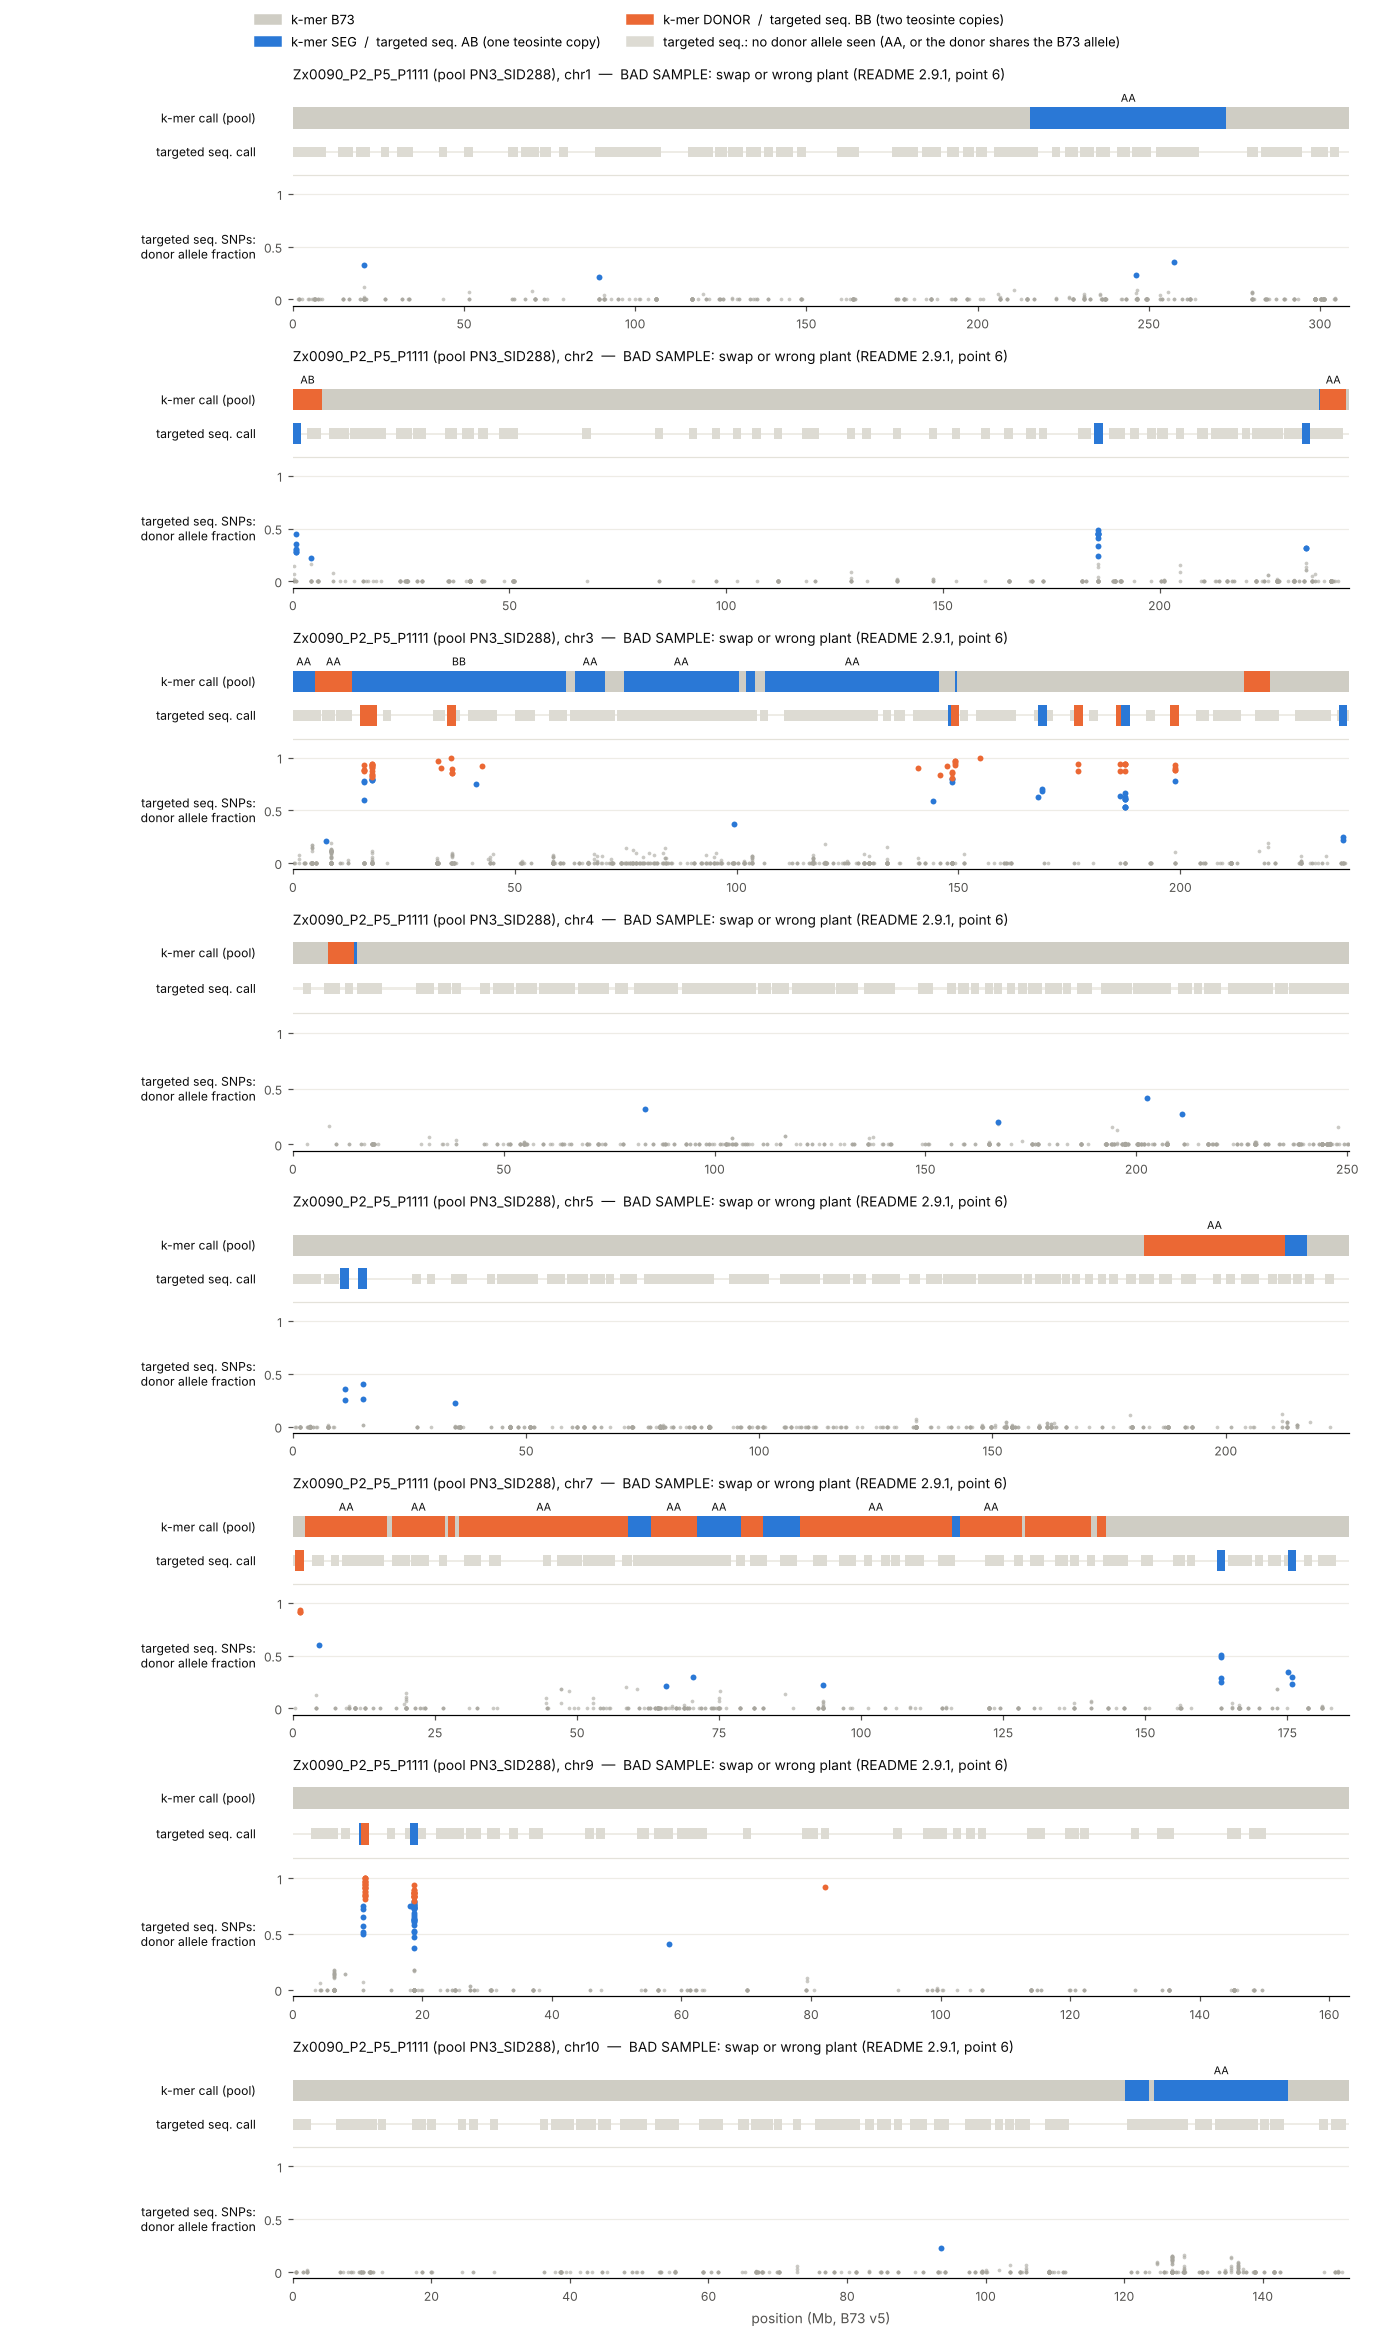 k-mer B73
k-mer DONOR / targeted seq. BB (two teosinte copies)
k-mer SEG / targeted seq. AB (one teosinte copy)
targeted seq.: no donor allele seen (AA, or the donor shares the B73 allele)
Zx0090_P2_P5_P1111 (pool PN3_SID288), chr1 — BAD SAMPLE: swap or wrong plant (README 2.9.1, point 6)
AA
k-mer call (pool)
targeted seq. call
1
targeted seq. SNPs:
donor allele fraction
0.5
0
0 50 100 150 200 250 300
Zx0090_P2_P5_P1111 (pool PN3_SID288), chr2 — BAD SAMPLE: swap or wrong plant (README 2.9.1, point 6)
AB AA
k-mer call (pool)
targeted seq. call
1
targeted seq. SNPs:
donor allele fraction
0.5
0
0 50 100 150 200
Zx0090_P2_P5_P1111 (pool PN3_SID288), chr3 — BAD SAMPLE: swap or wrong plant (README 2.9.1, point 6)
AA AA BB AA AA AA
k-mer call (pool)
targeted seq. call
1
targeted seq. SNPs:
donor allele fraction
0.5
0
0 50 100 150 200
Zx0090_P2_P5_P1111 (pool PN3_SID288), chr4 — BAD SAMPLE: swap or wrong plant (README 2.9.1, point 6)
k-mer call (pool)
targeted seq. call
1
targeted seq. SNPs:
donor allele fraction
0.5
0
0 50 100 150 200 250
Zx0090_P2_P5_P1111 (pool PN3_SID288), chr5 — BAD SAMPLE: swap or wrong plant (README 2.9.1, point 6)
AA
k-mer call (pool)
targeted seq. call
1
targeted seq. SNPs:
donor allele fraction
0.5
0
0 50 100 150 200
Zx0090_P2_P5_P1111 (pool PN3_SID288), chr7 — BAD SAMPLE: swap or wrong plant (README 2.9.1, point 6)
AA AA AA AA AA AA AA
k-mer call (pool)
targeted seq. call
1
targeted seq. SNPs:
donor allele fraction
0.5
0
0 25 50 75 100 125 150 175
Zx0090_P2_P5_P1111 (pool PN3_SID288), chr9 — BAD SAMPLE: swap or wrong plant (README 2.9.1, point 6)
k-mer call (pool)
targeted seq. call
1
targeted seq. SNPs:
donor allele fraction
0.5
0
0 20 40 60 80 100 120 140 160
Zx0090_P2_P5_P1111 (pool PN3_SID288), chr10 — BAD SAMPLE: swap or wrong plant (README 2.9.1, point 6)
AA
k-mer call (pool)
targeted seq. call
1
targeted seq. SNPs:
donor allele fraction
0.5
0
0 20 40 60 80 100 120 140
position (Mb, B73 v5)